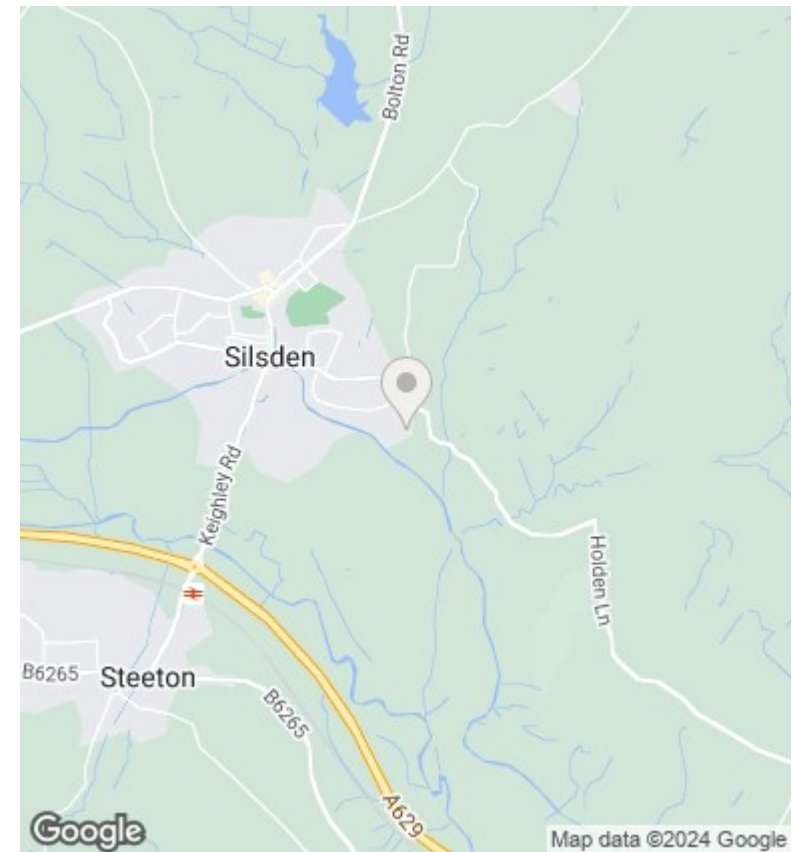 Bolton Rd
Silsden
Keighley Rd
Holden Ln
B6265
Steeton
B6265
A629
Google
Map data ©2024 Google